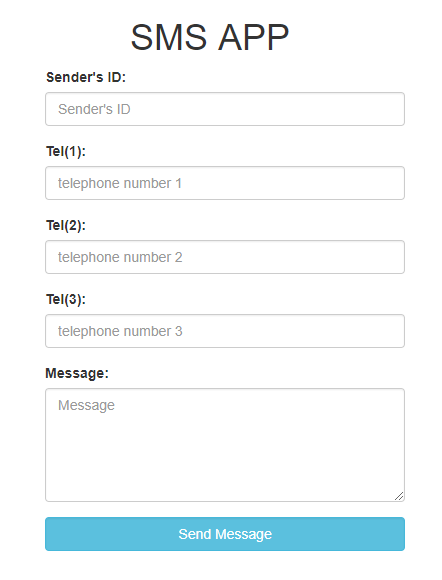 SMS APP
Sender's ID:
Sender's ID
Tel(1):
telephone number 1
Tel(2):
telephone number 2
Tel(3):
telephone number 3
Message:
Message
Send Message